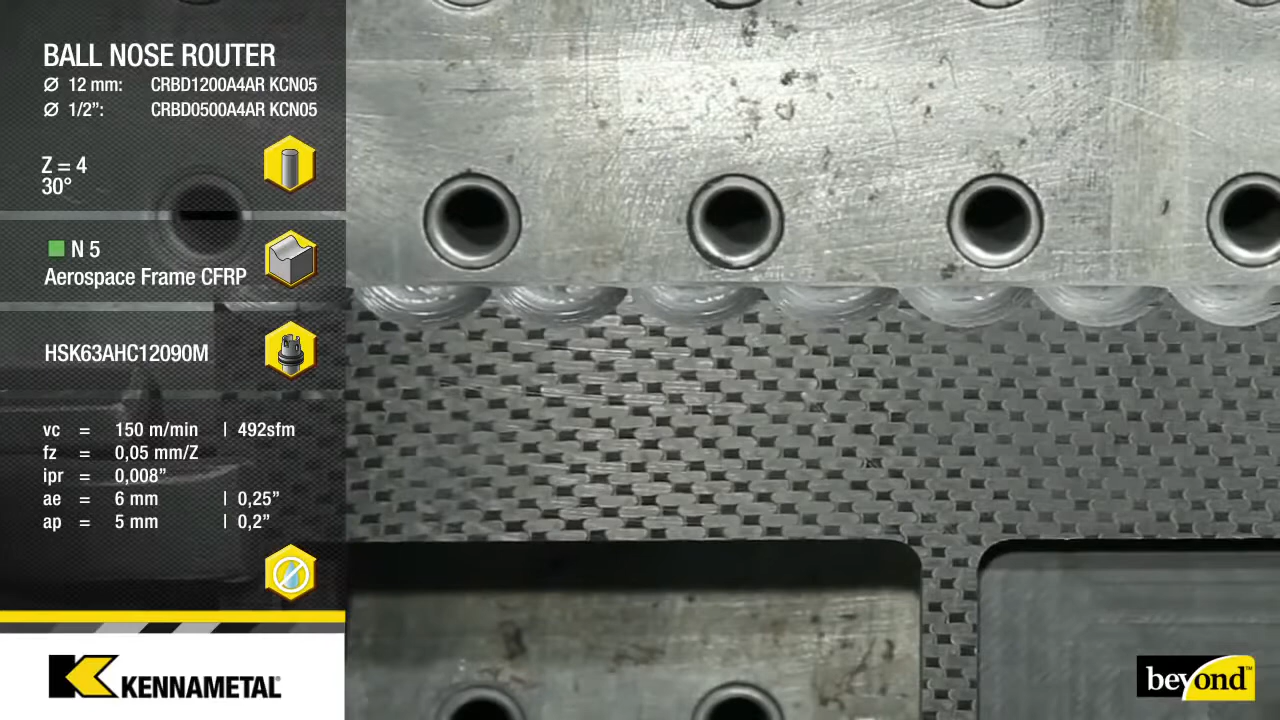 BALL NOSE ROUTER
Ø 12 mm: CRBD1200A4AR KCN05
Ø 1/2”: CRBD0500A4AR KCN05
Z = 4
30°
N 5
Aerospace Frame CFRP
HSK63AHC12090M
vc = 150 m/min | 492sfm
fz = 0,05 mm/Z
ipr = 0,008”
ae = 6 mm | 0,25”
ap = 5 mm | 0,2”
KENNAMETAL®
beyond™